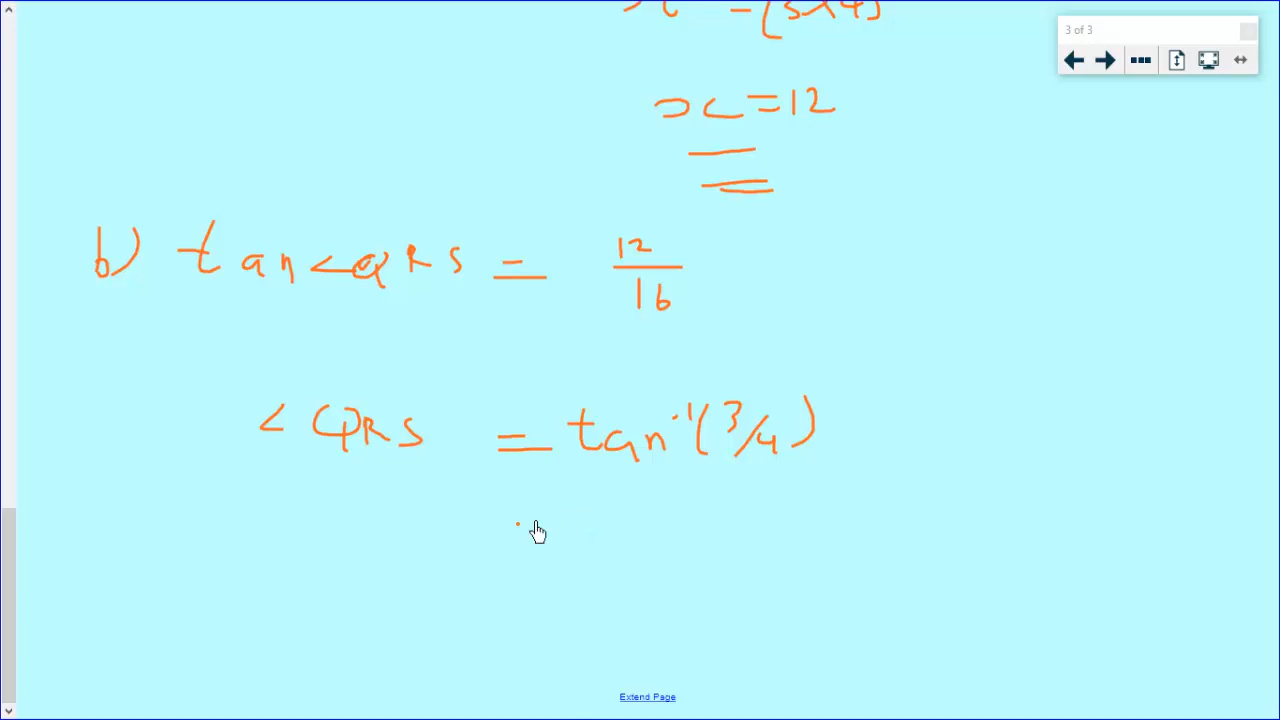 3 of 3
x = 12
b) tan<QRS = 12/16
< QRS = tan⁻¹(3/4)
Extend Page